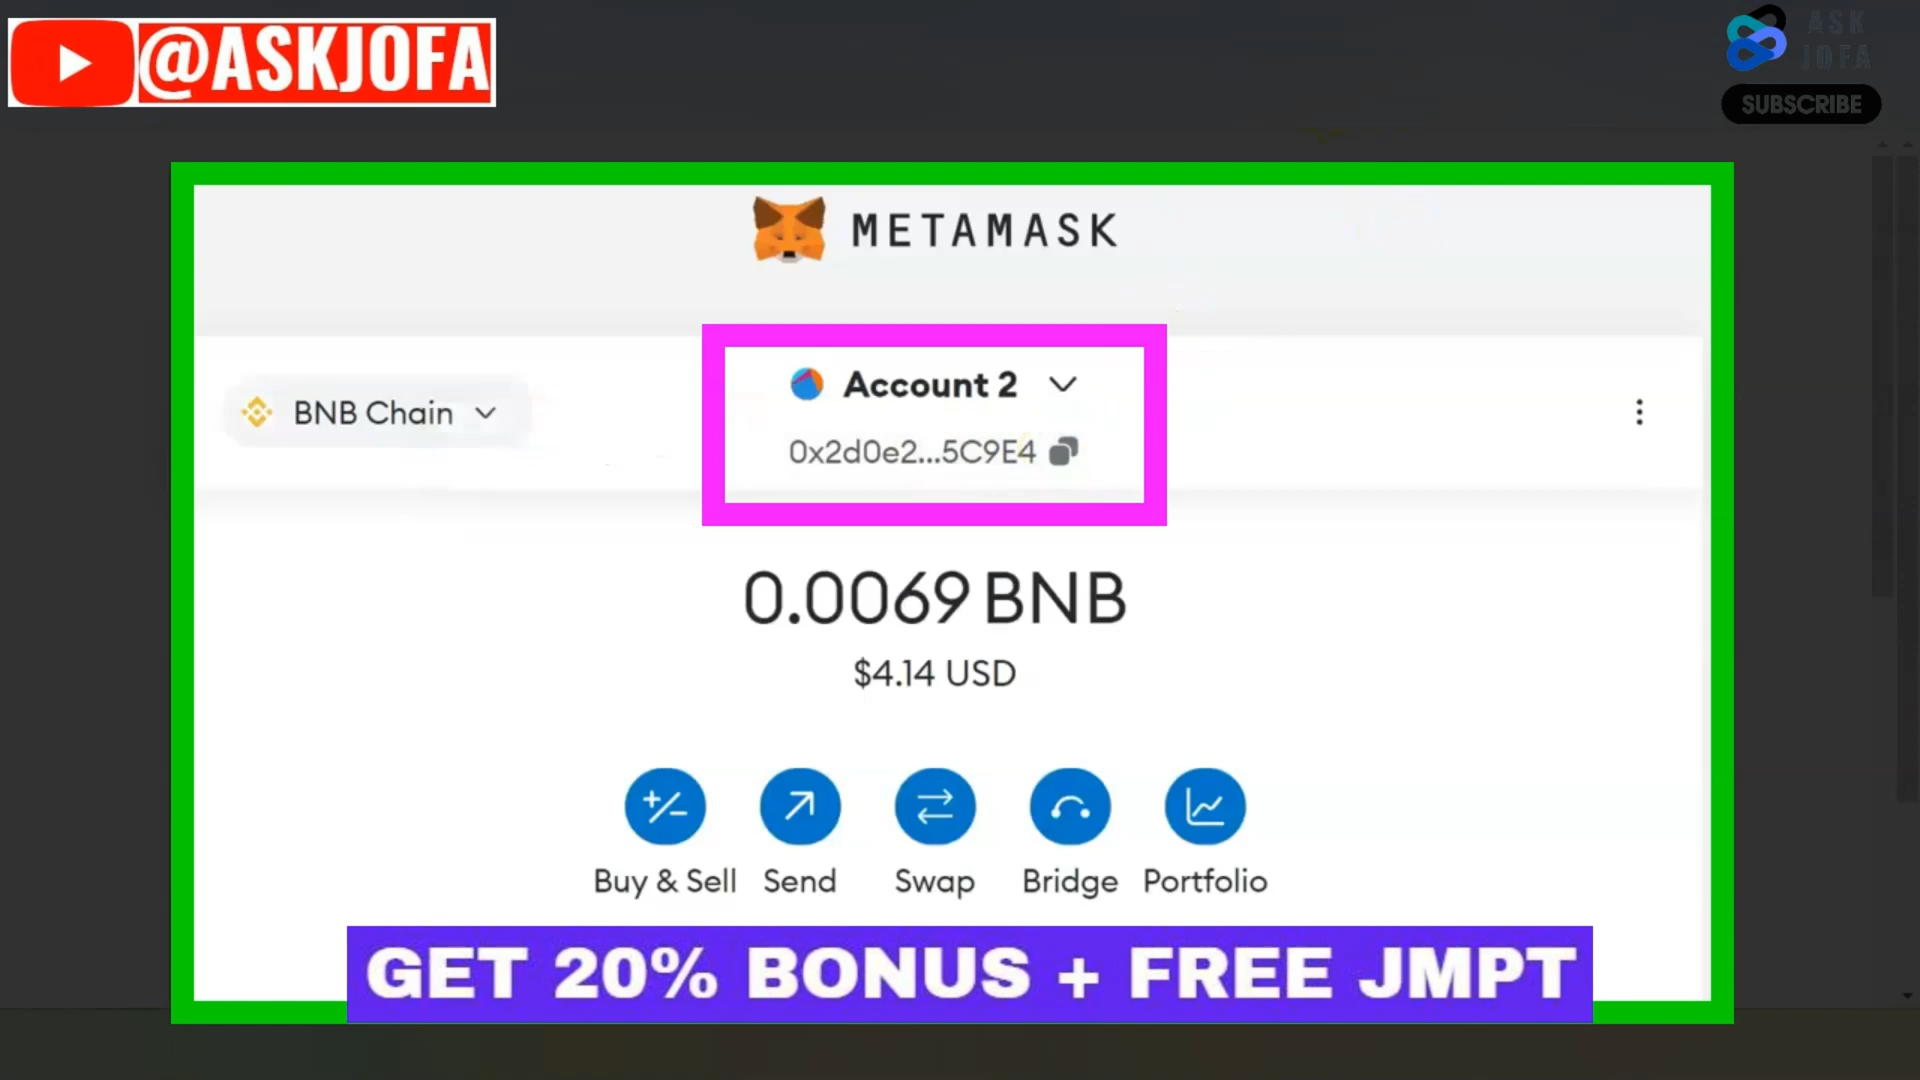 @ASKJOFA
ASK
JOFA
SUBSCRIBE
METAMASK
BNB Chain
Account 2
0x2d0e2...5C9E4
0.0069 BNB
$4.14 USD
Buy & Sell
Send
Swap
Bridge
Portfolio
GET 20% BONUS + FREE JMPT